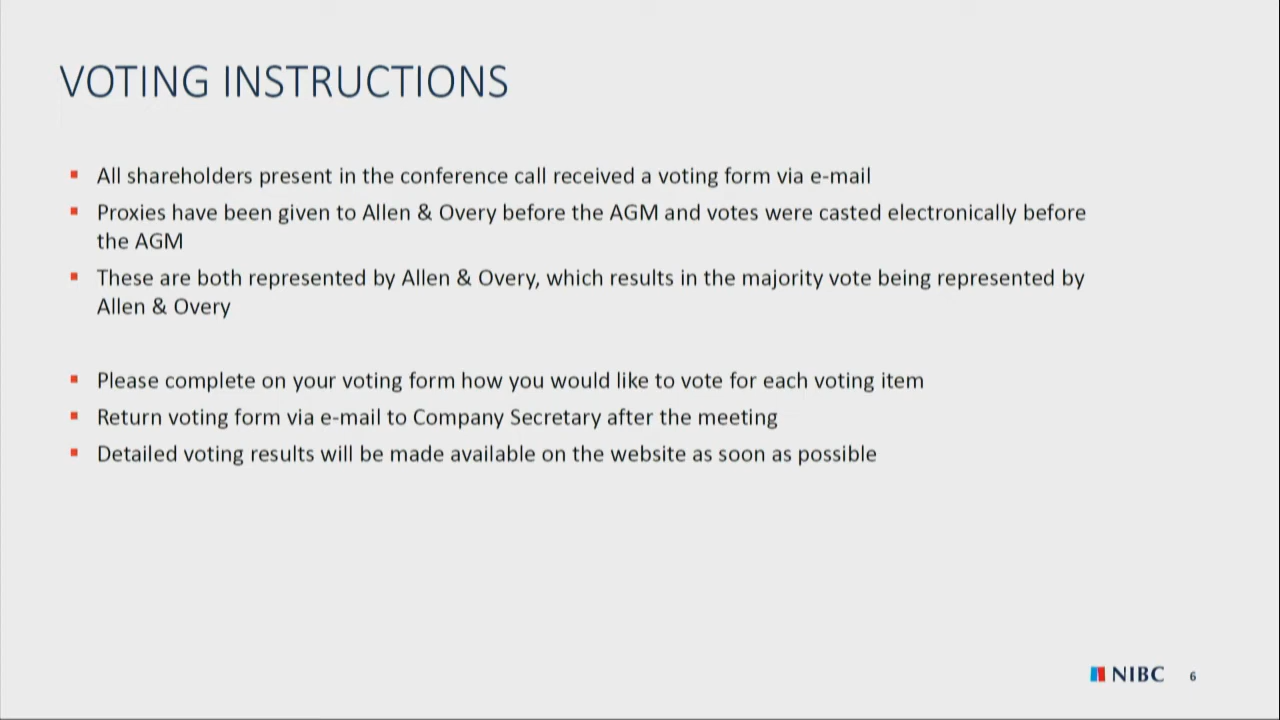 VOTING INSTRUCTIONS
All shareholders present in the conference call received a voting form via e-mail
Proxies have been given to Allen & Overy before the AGM and votes were casted electronically before
the AGM
These are both represented by Allen & Overy, which results in the majority vote being represented by
Allen & Overy
Please complete on your voting form how you would like to vote for each voting item
Return voting form via e-mail to Company Secretary after the meeting
Detailed voting results will be made available on the website as soon as possible
NIBC 6